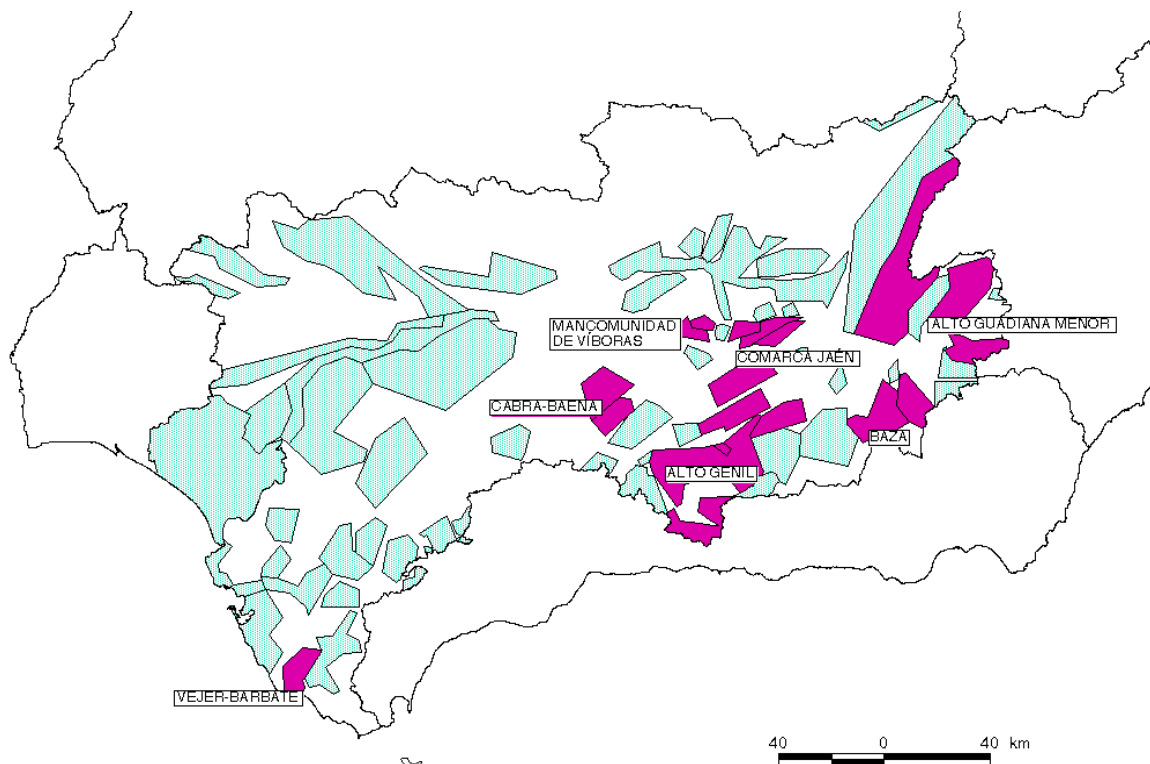 MANCOMUNIDAD
DE VÍBORAS
ALTO GUADIANA MENOR
COMARCA JAÉN
CABRA-BAENA
BAZA
ALTO GENIL
VEJER-BARBATE
40 0 40 km